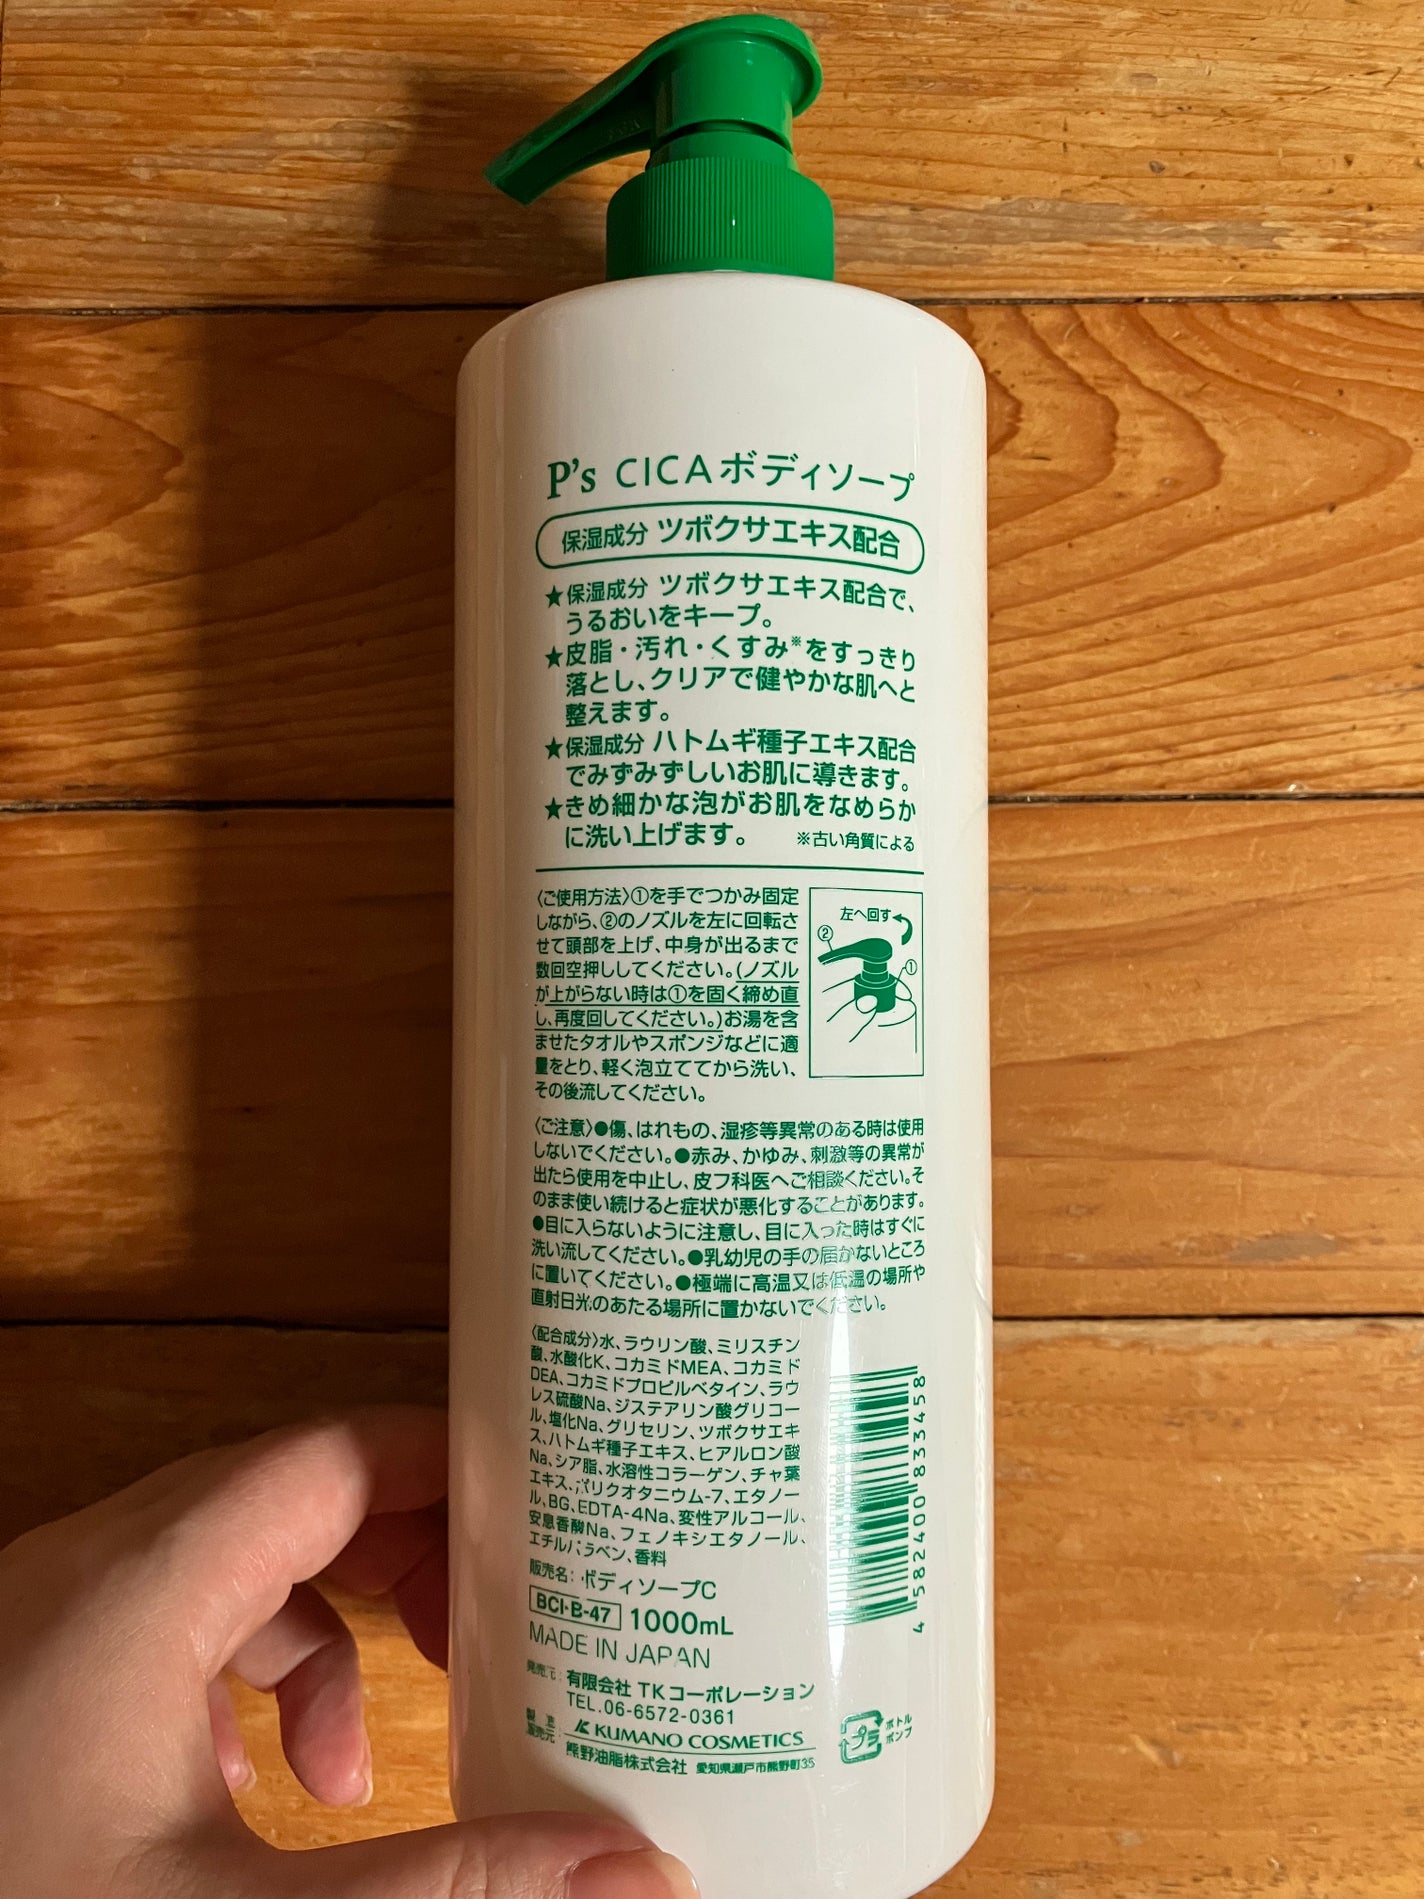 P's CICAボディソープ
保湿成分 ツボクサエキス配合
★保湿成分 ツボクサエキス配合で、
うるおいをキープ。
★皮脂・汚れ・くすみ※をすっきり
落とし、クリアで健やかな肌へと
整えます。
★保湿成分 ハトムギ種子エキス配合
でみずみずしいお肌に導きます。
★きめ細かな泡がお肌をなめらか
に洗い上げます。 ※古い角質による
〈ご使用方法〉①を手でつかみ固定
しながら、②のノズルを左に回転さ
せて頭部を上げ、中身が出るまで
数回空押ししてください。(ノズル
が上がらない時は①を固く締め直
し、再度回してください。)お湯を含
ませたタオルやスポンジなどに適
量をとり、軽く泡立ててから洗い、
その後流してください。
左へ回す
②
①
〈ご注意〉●傷、はれもの、湿疹等異常のある時は使用
しないでください。●赤み、かゆみ、刺激等の異常が
出たら使用を中止し、皮フ科医へご相談ください。そ
のまま使い続けると症状が悪化することがあります。
●目に入らないように注意し、目に入った時はすぐに
洗い流してください。●乳幼児の手の届かないところ
に置いてください。●極端に高温又は低温の場所や
直射日光のあたる場所に置かないでください。
〈配合成分〉水、ラウリン酸、ミリスチン
酸、水酸化K、コカミドMEA、コカミド
DEA、コカミドプロピルベタイン、ラウ
レス硫酸Na、ジステアリン酸グリコー
ル、塩化Na、グリセリン、ツボクサエキ
ス、ハトムギ種子エキス、ヒアルロン酸
Na、シア脂、水溶性コラーゲン、チャ葉
エキス、ポリクオタニウム-7、エタノー
ル、BG、EDTA-4Na、変性アルコール、
安息香酸Na、フェノキシエタノール、
エチルパラベン、香料
販売名:ボディソープC
BCI-B-47 1000mL
MADE IN JAPAN
発売元: 有限会社 TKコーポレーション
TEL.06-6572-0361
製造販売元: KUMANO COSMETICS
熊野油脂株式会社 愛知県瀬戸市熊野町35
4582400833458
プラ
ボトル
ポンプ